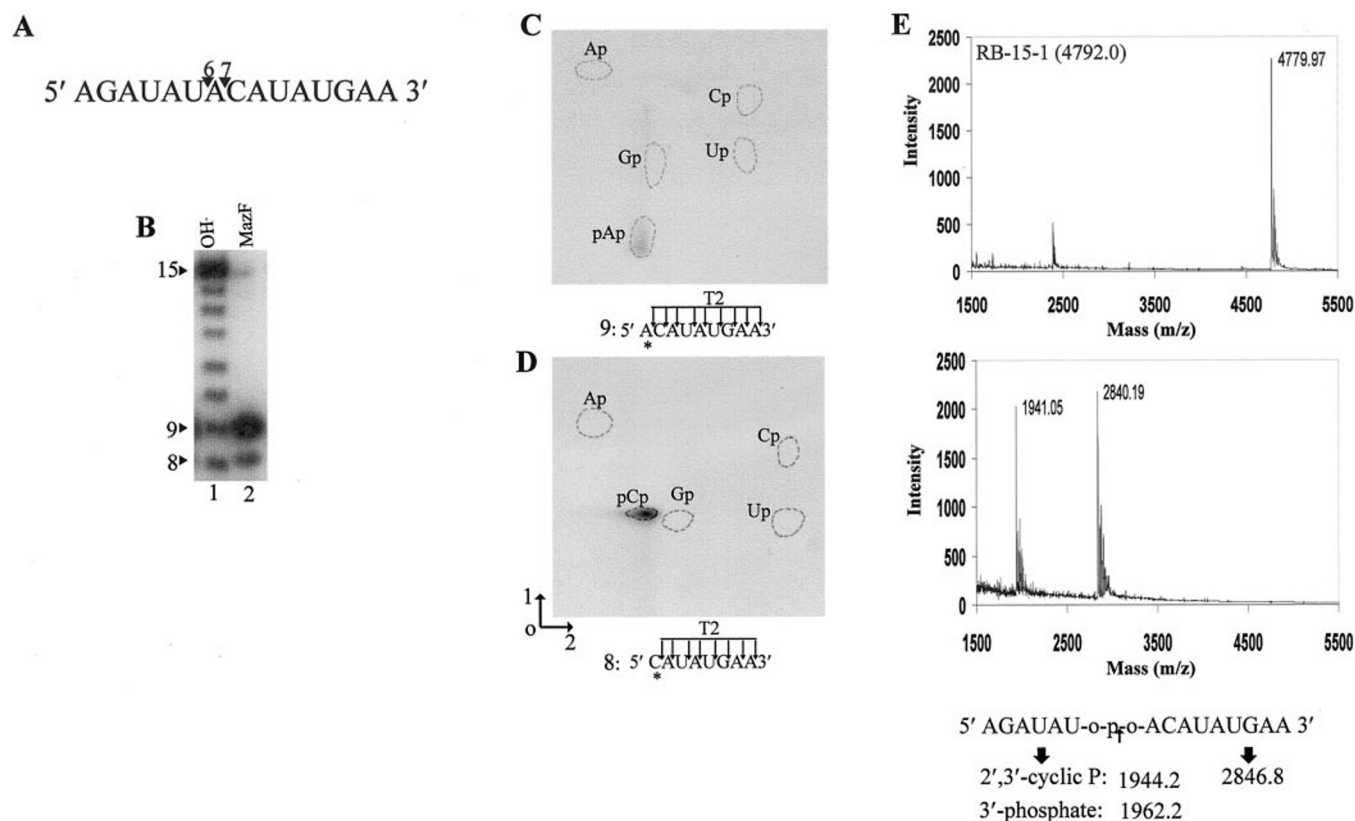 A
6 7
5′ AGAUAUACAUAUGAA 3′
B
OH⁻
MazF
15
9
8
1 2
C
Ap
Cp
Gp
Up
pAp
T2
9: 5′ ACAUAUGAA3′
*
D
Ap
Cp
pCp
Gp
Up
1
o
2
T2
8: 5′ CAUAUGAA3′
*
E
RB-15-1 (4792.0)
4779.97
Intensity
2500
2000
1500
1000
500
0
1500 2500 3500 4500 5500
Mass (m/z)
1941.05
2840.19
Intensity
2500
2000
1500
1000
500
0
1500 2500 3500 4500 5500
Mass (m/z)
5′ AGAUAU-o-p-o-ACAUAUGAA 3′
2′,3′-cyclic P: 1944.2 2846.8
3′-phosphate: 1962.2